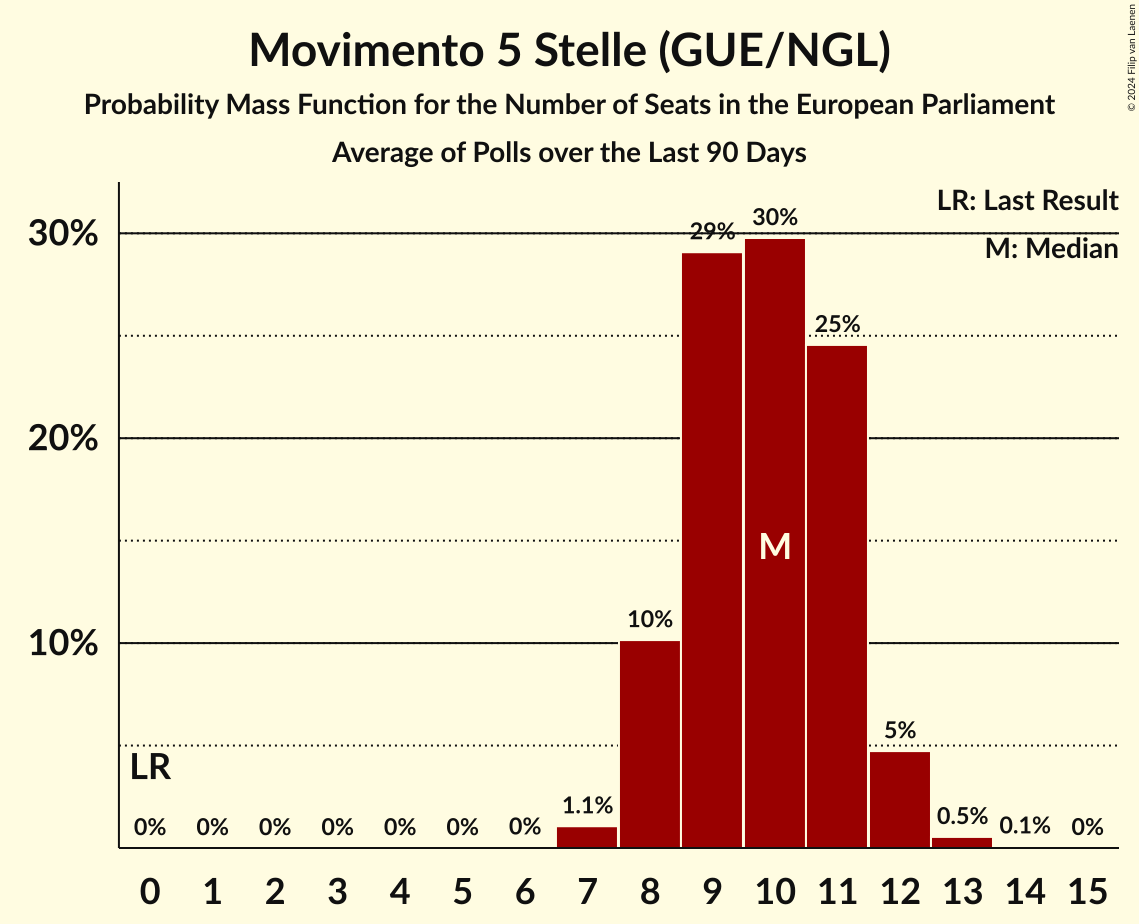 Movimento 5 Stelle (GUE/NGL)
Probability Mass Function for the Number of Seats in the European Parliament
Average of Polls over the Last 90 Days
© 2024 Filip van Laenen
LR: Last Result
M: Median
30%
20%
10%
LR
M
0% 0% 0% 0% 0% 0% 0% 1.1% 10% 29% 30% 25% 5% 0.5% 0.1% 0%
0 1 2 3 4 5 6 7 8 9 10 11 12 13 14 15